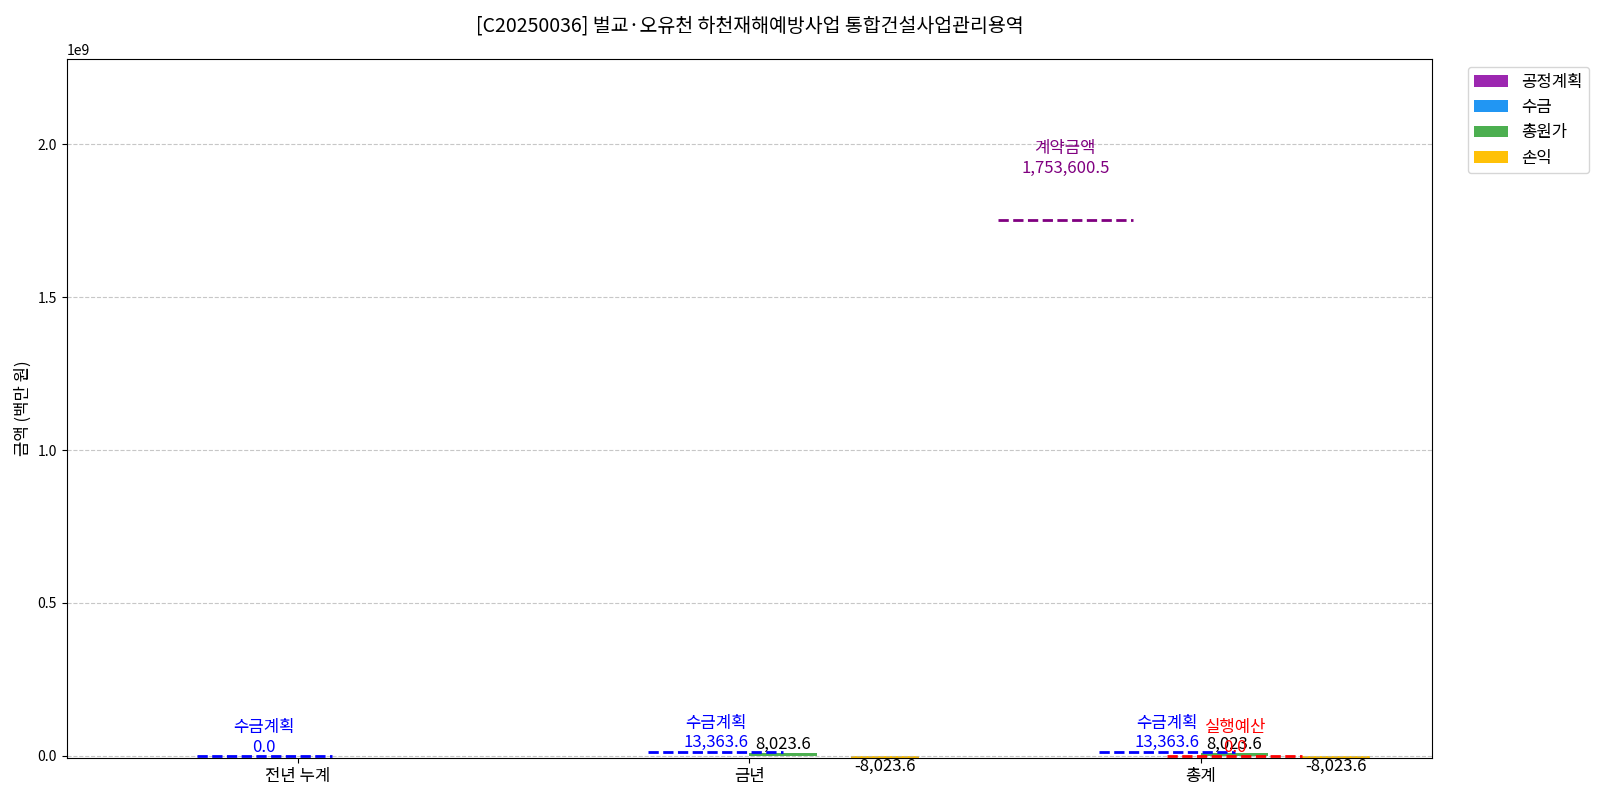 [C20250036] 벌교·오유천 하천재해예방사업 통합건설사업관리용역
1e9
공정계획
수금
총원가
손익
2.0
1.5
1.0
0.5
0.0
금액 (백만 원)
계약금액
1,753,600.5
수금계획
0.0
수금계획
13,363.6
8,023.6
-8,023.6
수금계획
13,363.6
실행예산
0.0
8,023.6
-8,023.6
전년 누계
금년
총계